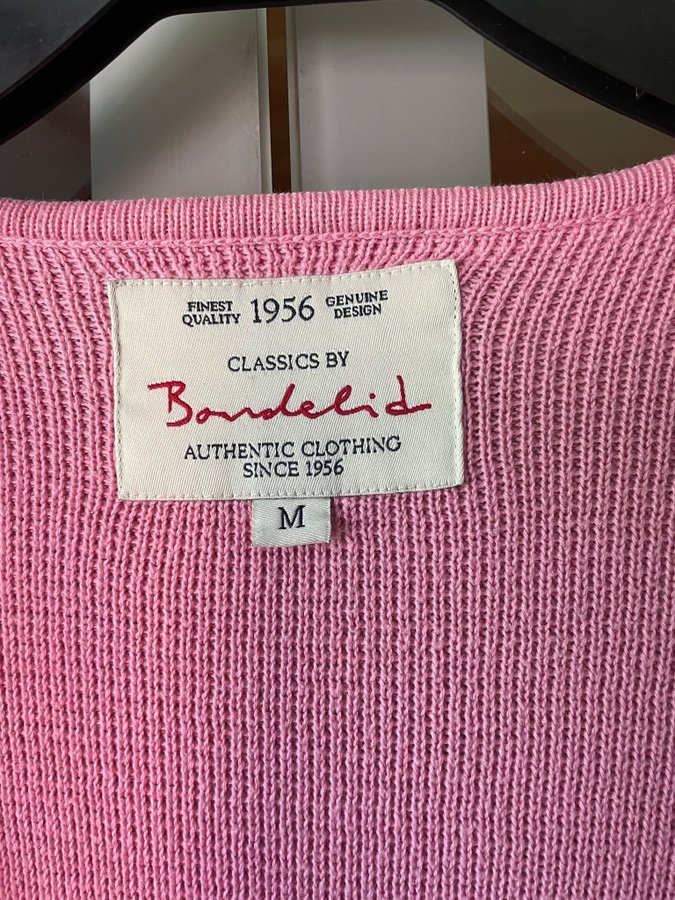 FINEST QUALITY 1956 GENUINE DESIGN
CLASSICS BY
Bondelid
AUTHENTIC CLOTHING
SINCE 1956
M